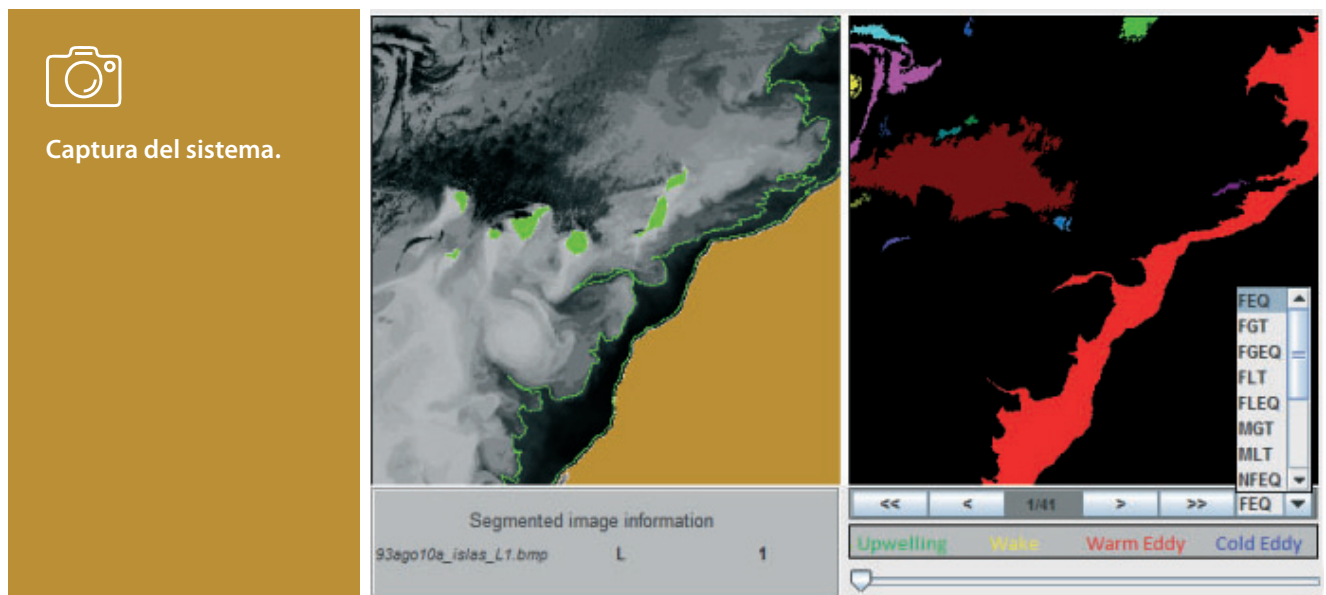 Captura del sistema.
Segmented image information
93ago10a_islas_L1.bmp L 1
FEQ
FGT
FGEQ
FLT
FLEQ
MGT
MLT
NFEQ
<< < 1/41 > >> FEQ
Upwelling Wake Warm Eddy Cold Eddy